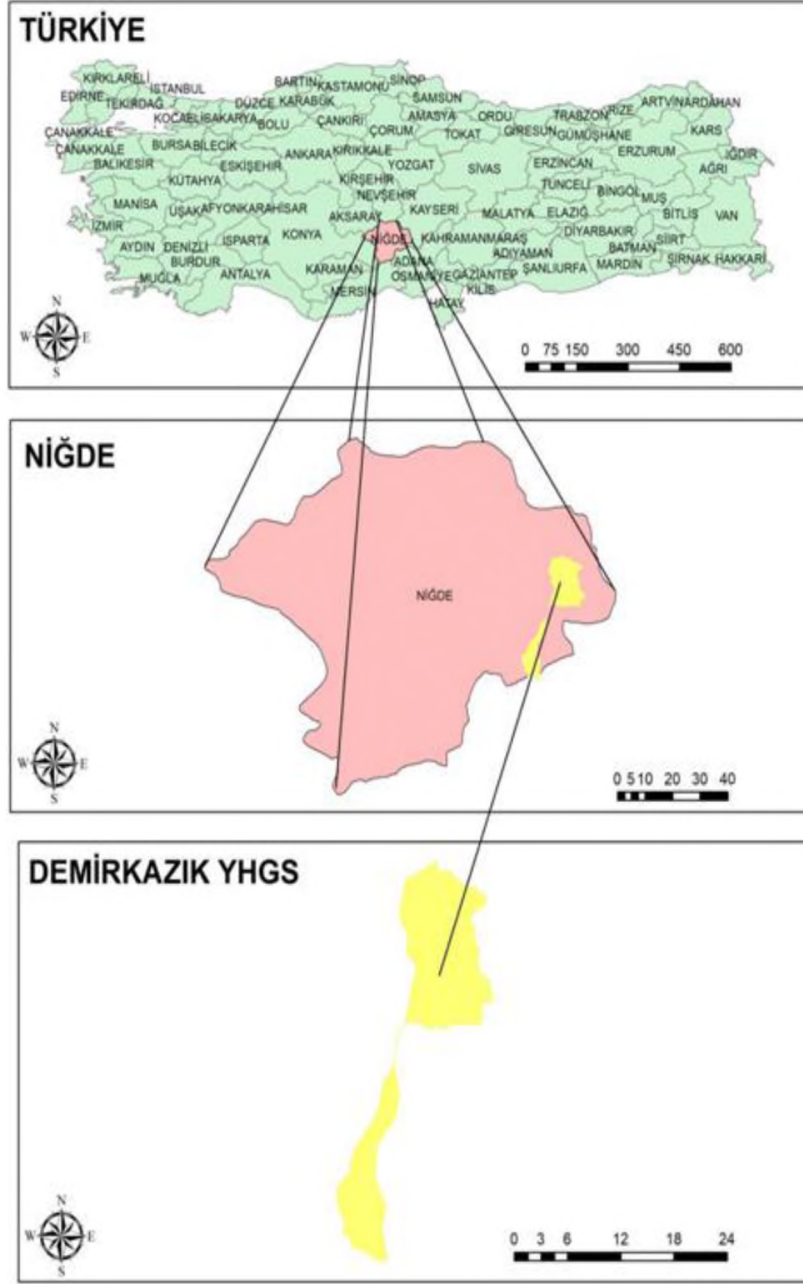 TÜRKİYE
KIRKLARELİ
EDİRNE
TEKİRDAĞ
İSTANBUL
KOCAELİ
SAKARYA
DÜZCE
BARTIN
KARABÜK
KASTAMONU
SİNOP
SAMSUN
ORDU
TRABZON
RİZE
ARTVİN
ARDAHAN
ÇANAKKALE
ÇANAKKALE
BALIKESİR
BURSA
BİLECİK
BOLU
ÇANKIRI
ÇORUM
AMASYA
TOKAT
GİRESUN
GÜMÜŞHANE
KARS
ESKİŞEHİR
ANKARA
KIRIKKALE
YOZGAT
SİVAS
ERZİNCAN
ERZURUM
IĞDIR
AĞRI
KÜTAHYA
KIRŞEHİR
NEVŞEHİR
TUNCELİ
BİNGÖL
MUŞ
MANİSA
UŞAK
AFYONKARAHİSAR
AKSARAY
KAYSERİ
MALATYA
ELAZIĞ
BİTLİS
VAN
İZMİR
AYDIN
DENİZLİ
ISPARTA
KONYA
NİĞDE
KAHRAMANMARAŞ
DİYARBAKIR
BATMAN
SİİRT
ADIYAMAN
BURDUR
MUĞLA
ANTALYA
KARAMAN
MERSİN
ADANA
OSMANİYE
GAZİANTEP
ŞANLIURFA
MARDİN
ŞIRNAK
HAKKARİ
KİLİS
HATAY
N
W E
S
0 75 150 300 450 600
NİĞDE
NİĞDE
N
W E
S
0 5 10 20 30 40
DEMİRKAZIK YHGS
N
W E
S
0 3 6 12 18 24